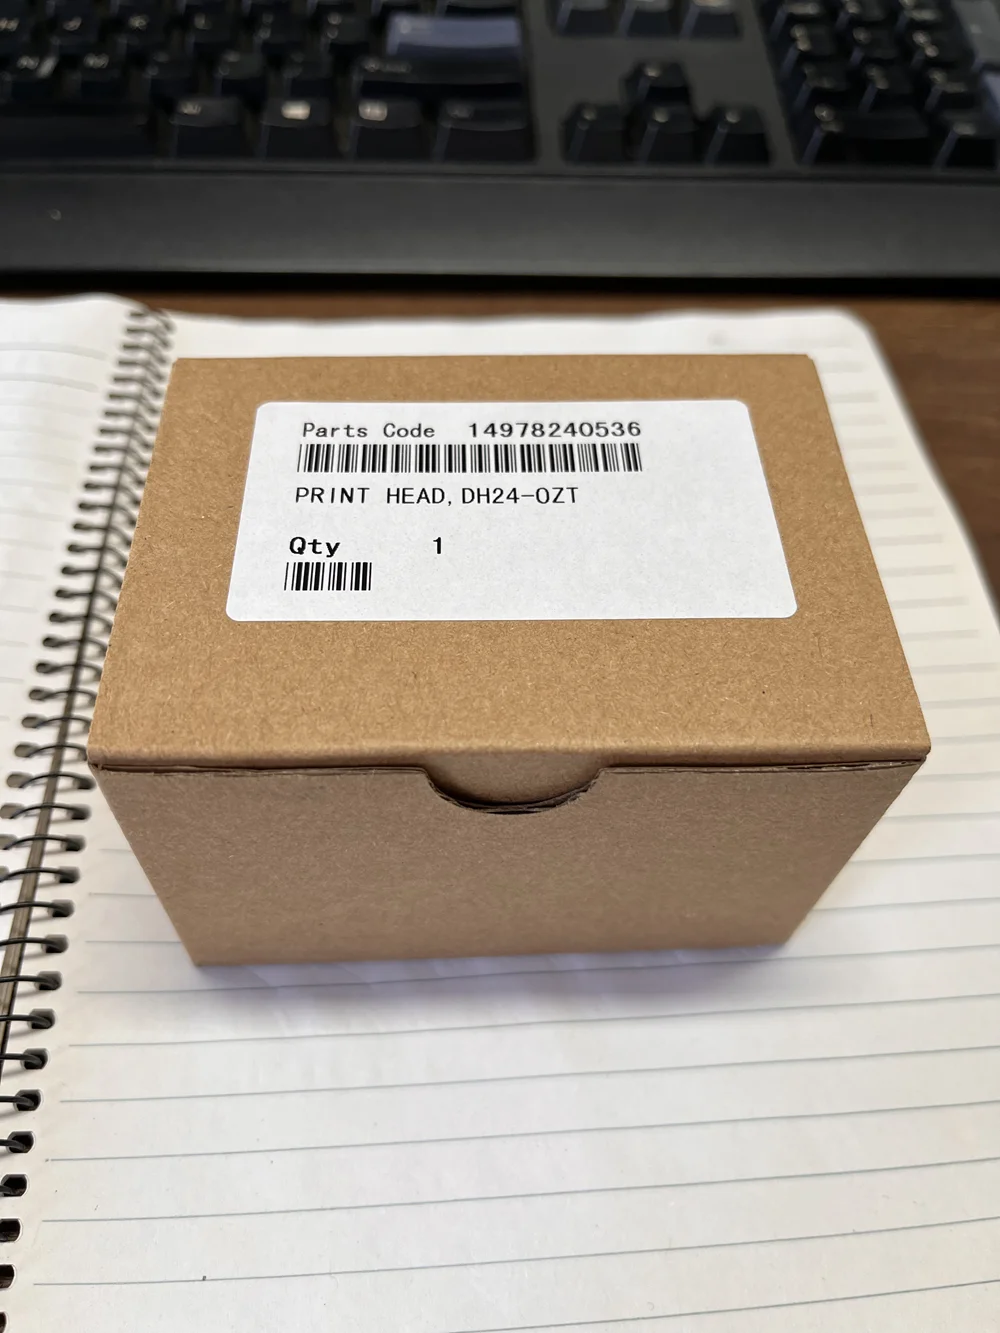 Parts Code 14978240536
PRINT HEAD,DH24-0ZT
Qty 1